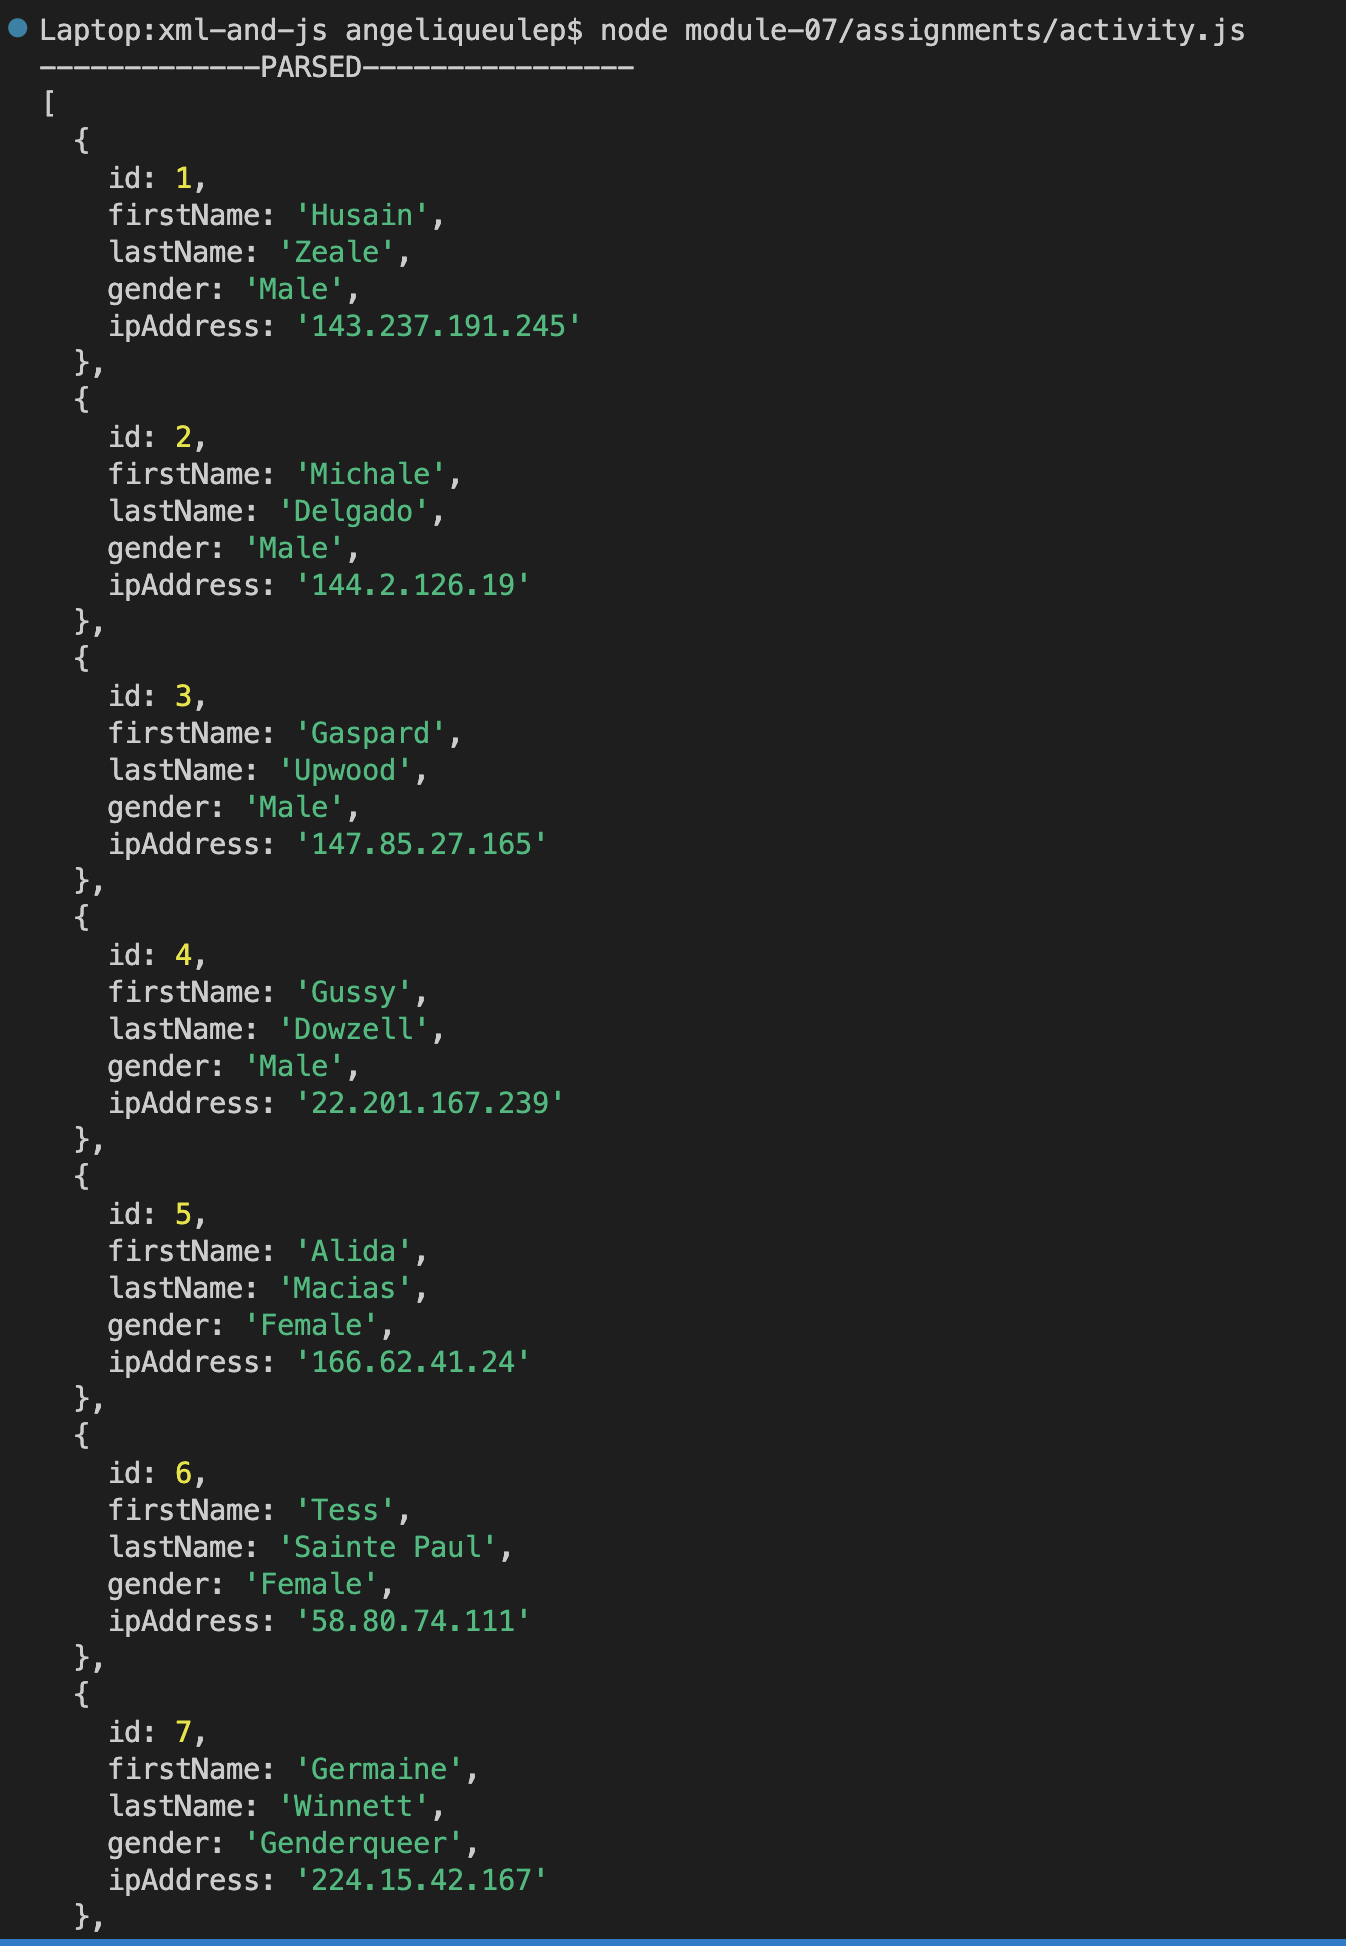 Laptop:xml-and-js angeliqueulep$ node module-07/assignments/activity.js
-------------PARSED----------------
[
  {
    id: 1,
    firstName: 'Husain',
    lastName: 'Zeale',
    gender: 'Male',
    ipAddress: '143.237.191.245'
  },
  {
    id: 2,
    firstName: 'Michale',
    lastName: 'Delgado',
    gender: 'Male',
    ipAddress: '144.2.126.19'
  },
  {
    id: 3,
    firstName: 'Gaspard',
    lastName: 'Upwood',
    gender: 'Male',
    ipAddress: '147.85.27.165'
  },
  {
    id: 4,
    firstName: 'Gussy',
    lastName: 'Dowzell',
    gender: 'Male',
    ipAddress: '22.201.167.239'
  },
  {
    id: 5,
    firstName: 'Alida',
    lastName: 'Macias',
    gender: 'Female',
    ipAddress: '166.62.41.24'
  },
  {
    id: 6,
    firstName: 'Tess',
    lastName: 'Sainte Paul',
    gender: 'Female',
    ipAddress: '58.80.74.111'
  },
  {
    id: 7,
    firstName: 'Germaine',
    lastName: 'Winnett',
    gender: 'Genderqueer',
    ipAddress: '224.15.42.167'
  },